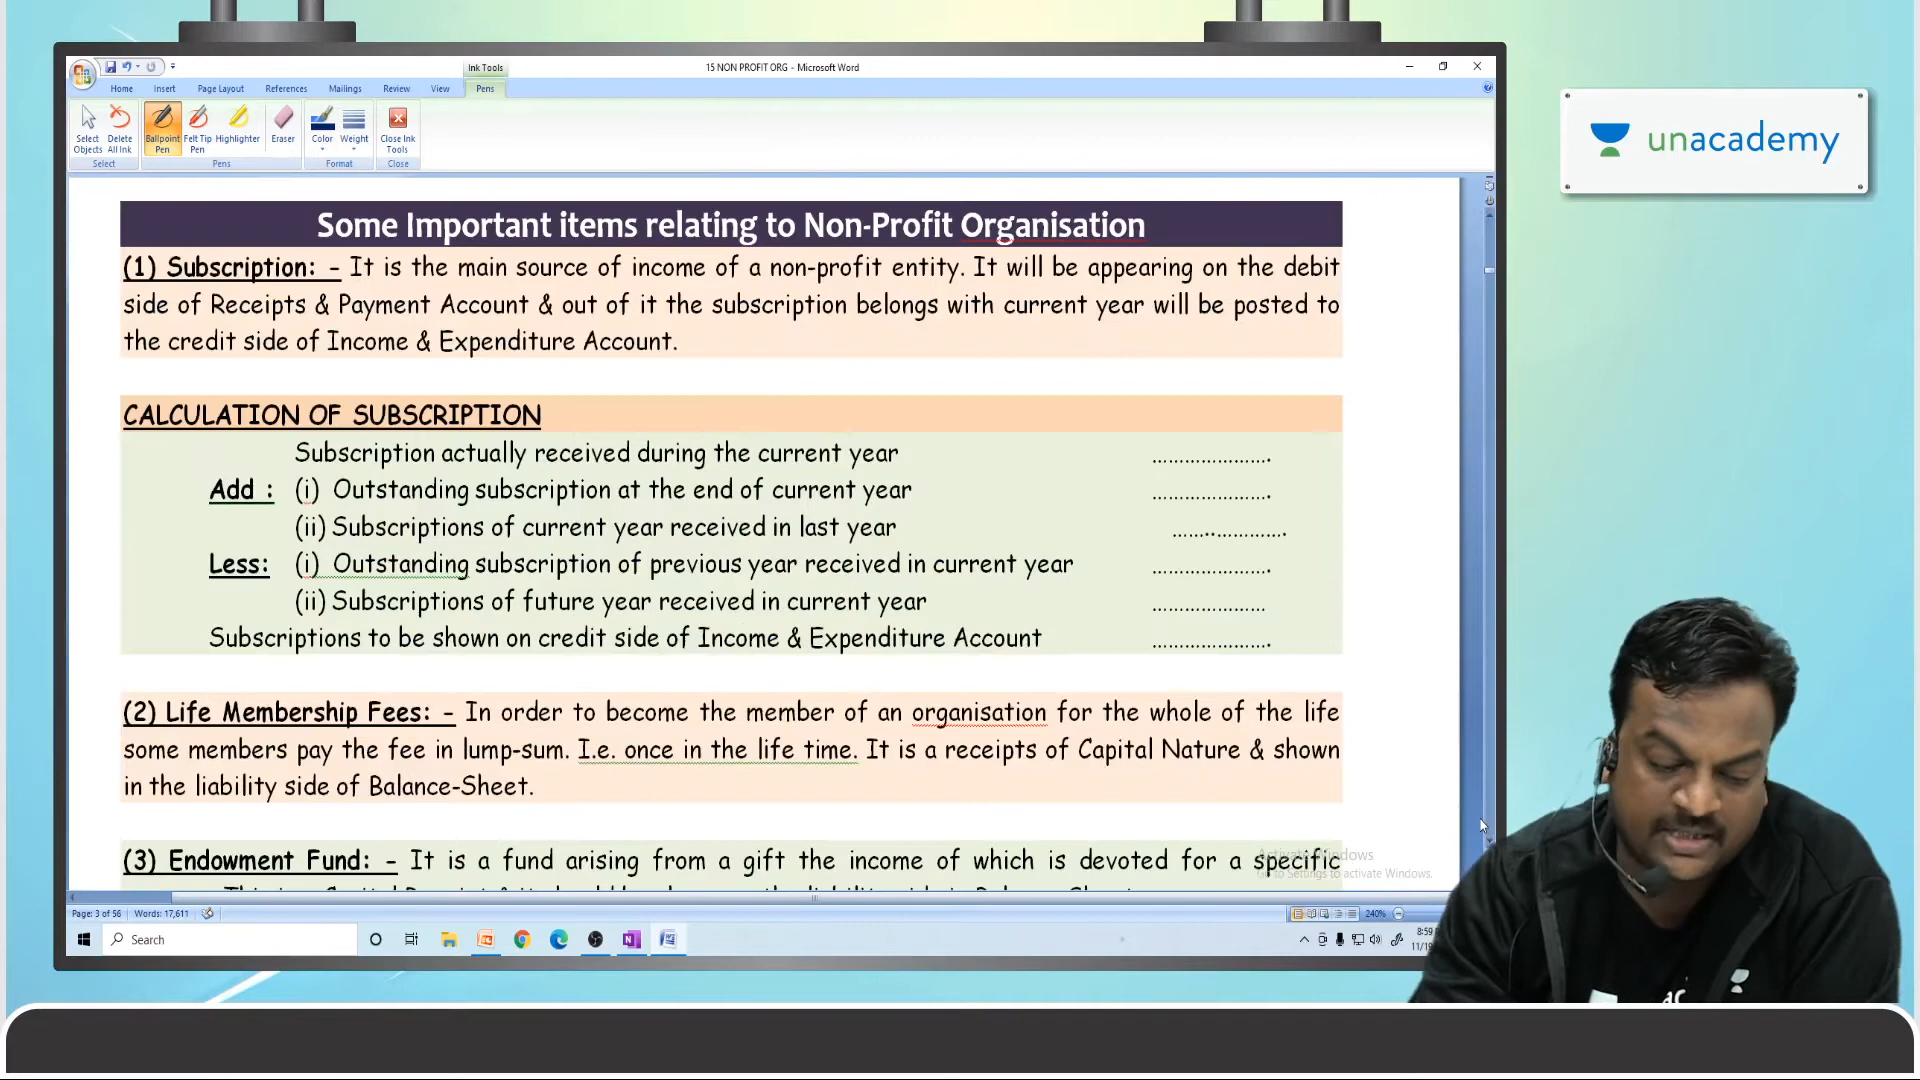 Ink Tools
15 NON PROFIT ORG - Microsoft Word
Home Insert Page Layout References Mailings Review View Pens
Select Objects Delete All Ink Ballpoint Pen Felt Tip Pen Highlighter Eraser Color Weight Close Ink Tools
Select Pens Format Close
unacademy
Some Important items relating to Non-Profit Organisation
(1) Subscription: - It is the main source of income of a non-profit entity. It will be appearing on the debit
side of Receipts & Payment Account & out of it the subscription belongs with current year will be posted to
the credit side of Income & Expenditure Account.
CALCULATION OF SUBSCRIPTION
Subscription actually received during the current year ………………….
Add : (i) Outstanding subscription at the end of current year ………………….
(ii) Subscriptions of current year received in last year ……..………….
Less: (i) Outstanding subscription of previous year received in current year ………………….
(ii) Subscriptions of future year received in current year …………………
Subscriptions to be shown on credit side of Income & Expenditure Account ………………….
(2) Life Membership Fees: - In order to become the member of an organisation for the whole of the life
some members pay the fee in lump-sum. I.e. once in the life time. It is a receipts of Capital Nature & shown
in the liability side of Balance-Sheet.
(3) Endowment Fund: - It is a fund arising from a gift the income of which is devoted for a specific
Activate Windows
Go to Settings to activate Windows.
Page: 3 of 56 Words: 17,611 240%
Search
8:59